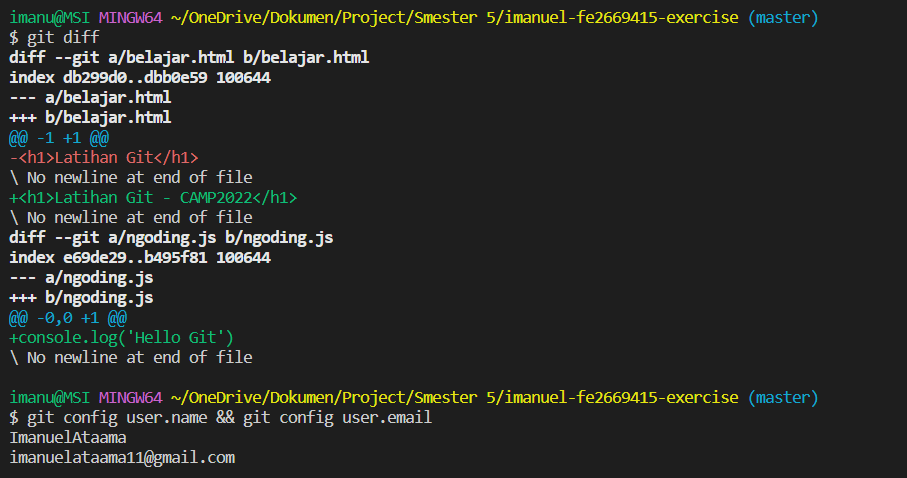 imanu@MSI MINGW64 ~/OneDrive/Dokumen/Project/Smester 5/imanuel-fe2669415-exercise (master)
$ git diff
diff --git a/belajar.html b/belajar.html
index db299d0..dbb0e59 100644
--- a/belajar.html
+++ b/belajar.html
@@ -1 +1 @@
-<h1>Latihan Git</h1>
\ No newline at end of file
+<h1>Latihan Git - CAMP2022</h1>
\ No newline at end of file
diff --git a/ngoding.js b/ngoding.js
index e69de29..b495f81 100644
--- a/ngoding.js
+++ b/ngoding.js
@@ -0,0 +1 @@
+console.log('Hello Git')
\ No newline at end of file
imanu@MSI MINGW64 ~/OneDrive/Dokumen/Project/Smester 5/imanuel-fe2669415-exercise (master)
$ git config user.name && git config user.email
ImanuelAtaama
imanuelataama11@gmail.com